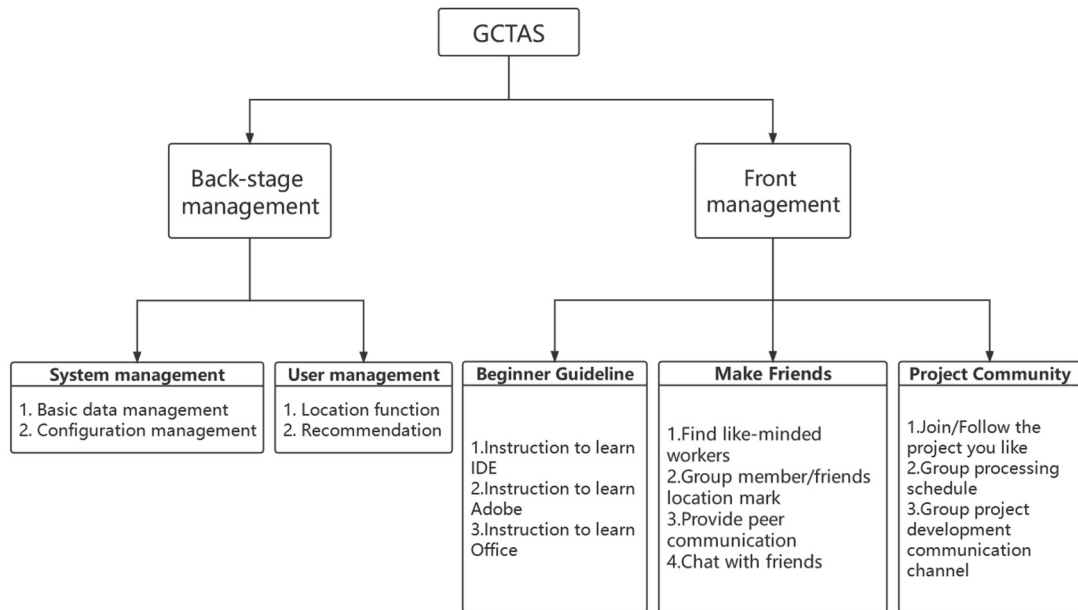 GCTAS
Back-stage
management
Front
management
System management
1. Basic data management
2. Configuration management
User management
1. Location function
2. Recommendation
Beginner Guideline
1.Instruction to learn
IDE
2.Instruction to learn
Adobe
3.Instruction to learn
Office
Make Friends
1.Find like-minded
workers
2.Group member/friends
location mark
3.Provide peer
communication
4.Chat with friends
Project Community
1.Join/Follow the
project you like
2.Group processing
schedule
3.Group project
development
communication
channel